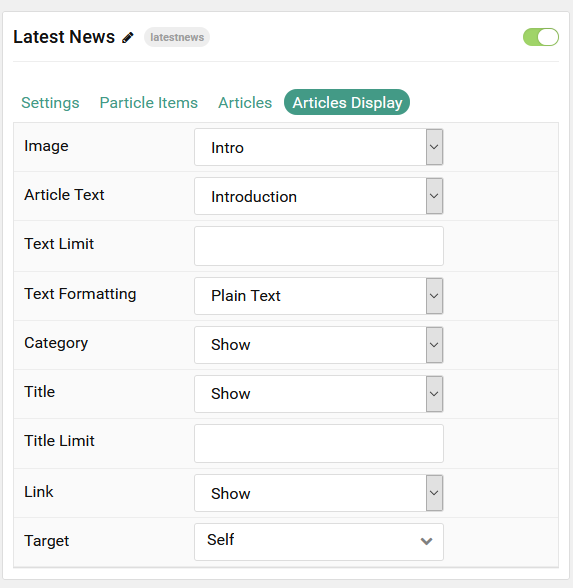 Latest News latestnews
Settings Particle Items Articles Articles Display
Image Intro
Article Text Introduction
Text Limit
Text Formatting Plain Text
Category Show
Title Show
Title Limit
Link Show
Target Self